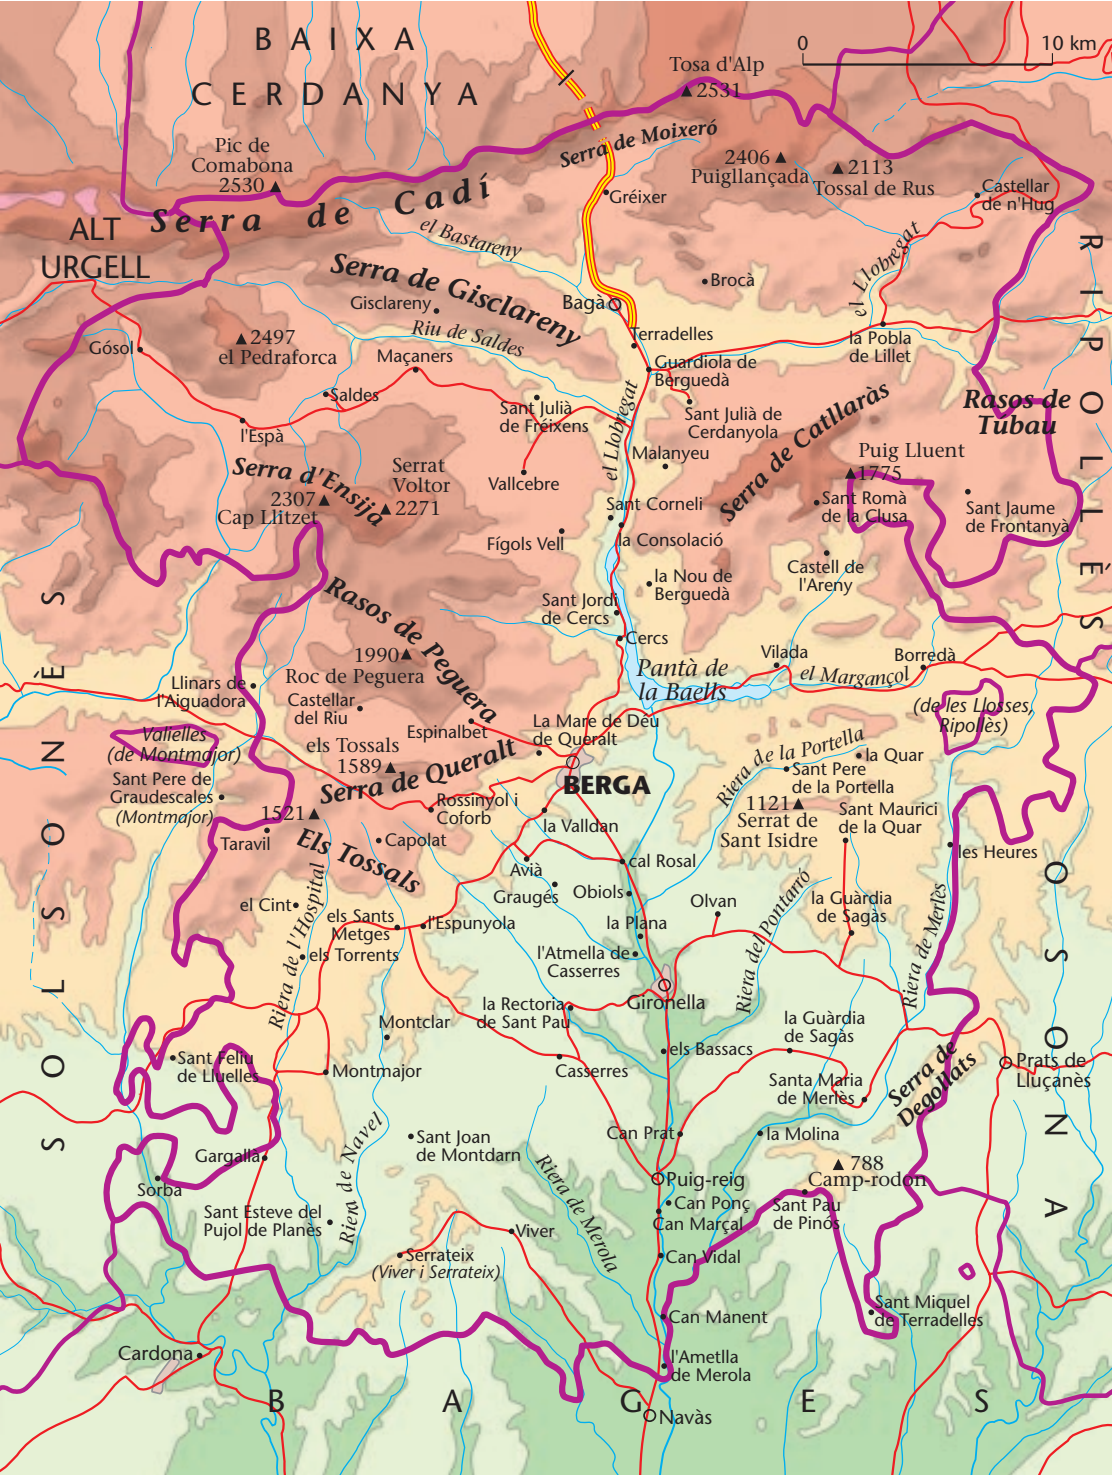 BAIXA
CERDANYA
0
10 km
Tosa d'Alp
2531
Serra de Moixeró
Pic de
Comabona
2530
2406
Puigllançada
2113
Tossal de Rus
Castellar
de n'Hug
Gréixer
Serra de Cadí
ALT
URGELL
el Bastareny
Serra de Gisclareny
Gisclareny
Riu de Saldes
Bagà
Brocà
el Llobregat
RIPOLLÈS
Terradelles
la Pobla
de Lillet
2497
el Pedraforca
Gósol
Maçaners
Guardiola de
Berguedà
Saldes
Sant Julià
de Fréixens
el Llobregat
Sant Julià de
Cerdanyola
Serra de Catllaràs
Rasos de
Tubau
l'Espà
Malanyeu
Puig Lluent
1775
Serra d'Ensija
Serrat
Voltor
2271
2307
Cap Llitzet
Vallcebre
Sant Corneli
Sant Romà
de la Clusa
Sant Jaume
de Frontanyà
Fígols Vell
la Consolació
Castell de
l'Areny
la Nou de
Berguedà
Sant Jordi
de Cercs
Rasos de Peguera
Cercs
1990
Roc de Peguera
Pantà de
la Baells
Vilada
el Margançol
Borredà
SOLSONÈS
Llinars de
l'Aiguadora
Castellar
del Riu
(de les Llosses,
Ripollès)
Espinalbet
La Mare de Déu
de Queralt
Vallelles
(de Montmajor)
els Tossals
1589
Serra de Queralt
BERGA
Riera de la Portella
la Quar
Sant Pere
de la Portella
Sant Pere de
Graudescales
(Montmajor)
1521
Rossinyol i
Coforb
1121
Serrat de
Sant Isidre
Sant Maurici
de la Quar
la Valldan
Taravil
Els Tossals
Capolat
Avià
cal Rosal
les Heures
OSONA
Graugés
Obiols
el Cint
Riera de l'Hospital
els Sants
Metges
l'Espunyola
Olvan
la Guàrdia
de Sagàs
la Plana
Riera del Pontarró
Riera de Merlès
els Torrents
l'Atmella de
Casserres
Gironella
la Rectoria
de Sant Pau
Montclar
la Guàrdia
de Sagàs
Sant Feliu
de Lluelles
els Bassacs
Montmajor
Casserres
Prats de
Lluçanès
Santa Maria
de Merlès
Serra de
Degollats
Can Prat
la Molina
Sant Joan
de Montdarn
Riera de Navel
Gargallà
Riera de Merola
788
Camp-rodon
Puig-reig
Sorba
Can Ponç
Sant Pau
de Pinós
Sant Esteve del
Pujol de Planès
Can Marçal
Viver
Serrateix
(Viver i Serrateix)
Can Vidal
Sant Miquel
de Terradelles
Can Manent
Cardona
l'Ametlla
de Merola
BAGES
Navàs